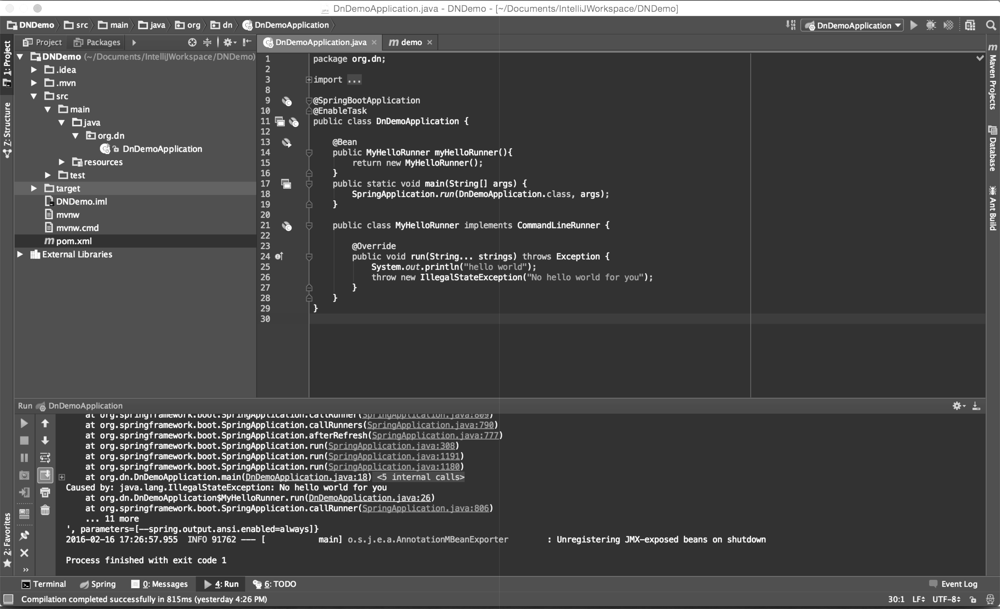 DnDemoApplication.java - DNDemo - [~/Documents/IntelliJWorkspace/DNDemo]
DNDemo src main java org dn DnDemoApplication
DnDemoApplication
1: Project
7: Structure
2: Favorites
Project Packages
DNDemo (~/Documents/IntelliJWorkspace/DNDemo)
.idea
.mvn
src
main
java
org.dn
DnDemoApplication
resources
test
target
DNDemo.iml
mvnw
mvnw.cmd
pom.xml
External Libraries
DnDemoApplication.java demo
1 package org.dn;
2
3 import ...
8
9 @SpringBootApplication
10 @EnableTask
11 public class DnDemoApplication {
12
13 @Bean
14 public MyHelloRunner myHelloRunner(){
15 return new MyHelloRunner();
16 }
17 public static void main(String[] args) {
18 SpringApplication.run(DnDemoApplication.class, args);
19 }
20
21 public class MyHelloRunner implements CommandLineRunner {
22
23 @Override
24 public void run(String... strings) throws Exception {
25 System.out.println("hello world");
26 throw new IllegalStateException("No hello world for you");
27 }
28 }
29 }
30
Maven Projects
Database
Ant Build
Run DnDemoApplication
at org.springframework.boot.SpringApplication.callRunner(SpringApplication.java:809)
at org.springframework.boot.SpringApplication.callRunners(SpringApplication.java:790)
at org.springframework.boot.SpringApplication.afterRefresh(SpringApplication.java:777)
at org.springframework.boot.SpringApplication.run(SpringApplication.java:308)
at org.springframework.boot.SpringApplication.run(SpringApplication.java:1191)
at org.springframework.boot.SpringApplication.run(SpringApplication.java:1180)
at org.dn.DnDemoApplication.main(DnDemoApplication.java:18) <5 internal calls>
Caused by: java.lang.IllegalStateException: No hello world for you
at org.dn.DnDemoApplication$MyHelloRunner.run(DnDemoApplication.java:26)
at org.springframework.boot.SpringApplication.callRunner(SpringApplication.java:806)
... 11 more
', parameters=[--spring.output.ansi.enabled=always]}
2016-02-16 17:26:57.955 INFO 91762 --- [ main] o.s.j.e.a.AnnotationMBeanExporter : Unregistering JMX-exposed beans on shutdown
Process finished with exit code 1
Terminal Spring 0: Messages 4: Run 6: TODO Event Log
Compilation completed successfully in 815ms (yesterday 4:26 PM) 30:1 LF UTF-8